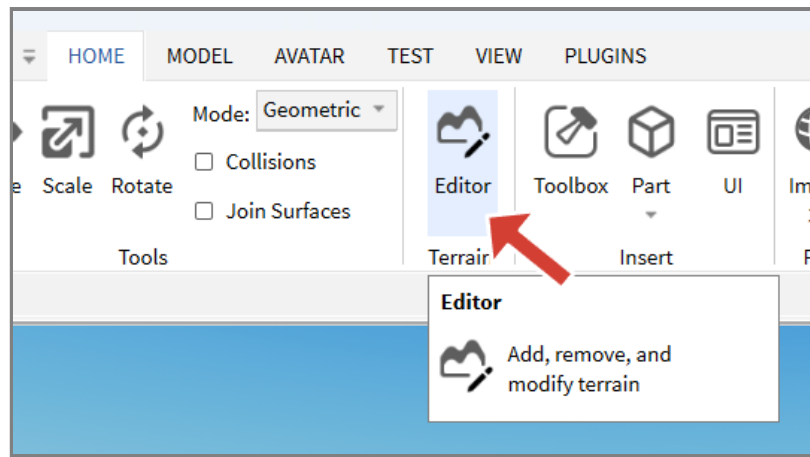 HOME MODEL AVATAR TEST VIEW PLUGINS
Mode: Geometric
Collisions
Join Surfaces
Scale Rotate
Editor
Toolbox Part UI
Tools
Terrain
Insert
Editor
Add, remove, and
modify terrain